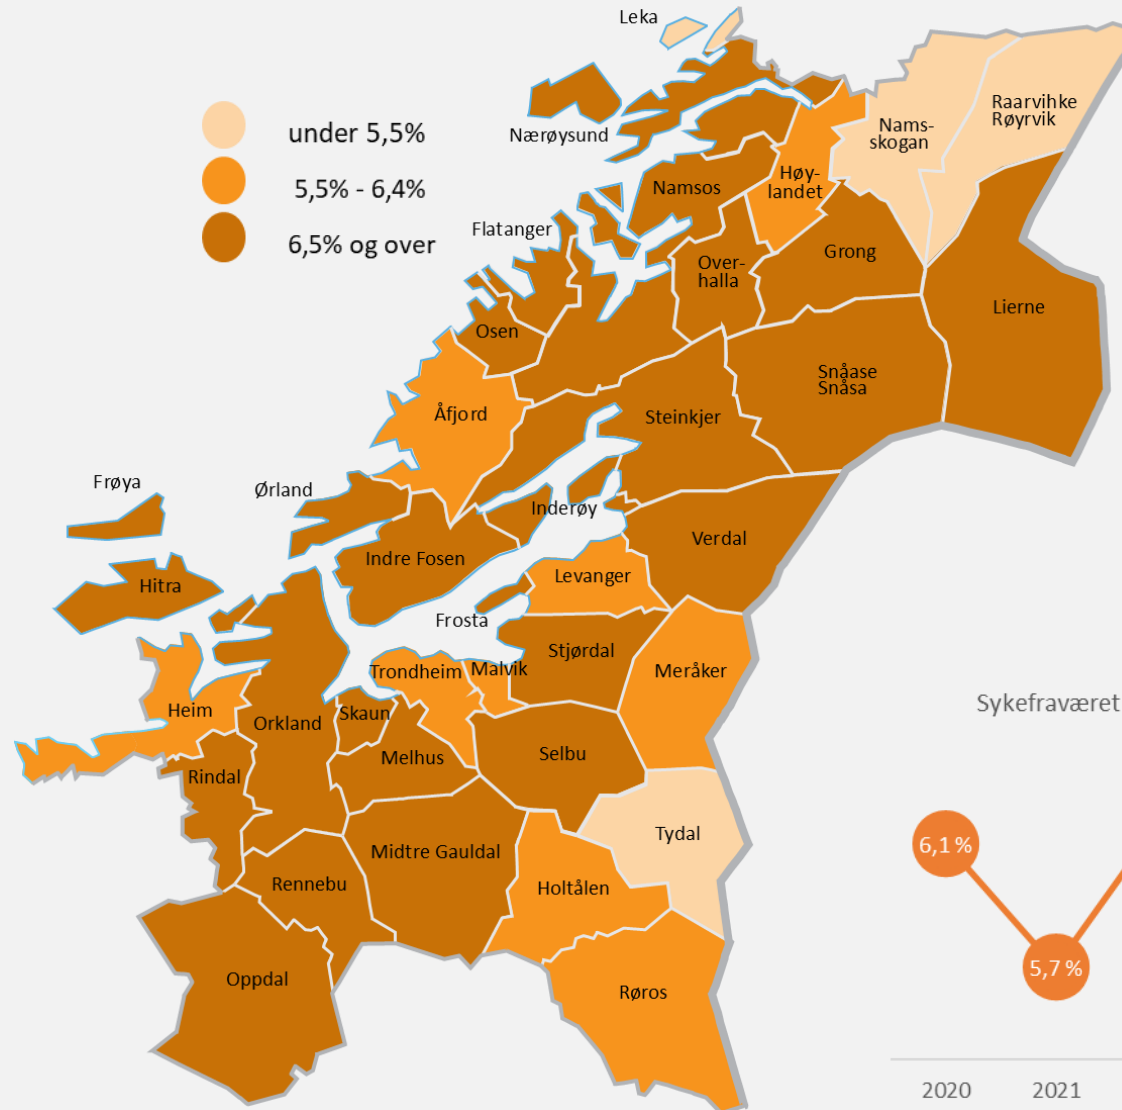 Leka
under 5,5%
5,5% - 6,4%
6,5% og over
Nærøysund
Raarvihke
Røyrvik
Nams-
skogan
Høy-
landet
Namsos
Flatanger
Over-
halla
Grong
Lierne
Osen
Snåase
Snåsa
Åfjord
Steinkjer
Frøya
Ørland
Inderøy
Verdal
Indre Fosen
Hitra
Levanger
Frosta
Stjørdal
Trondheim
Malvik
Meråker
Heim
Orkland
Skaun
Sykefraværet
Melhus
Selbu
Rindal
Tydal
6,1 %
Midtre Gauldal
Rennebu
Holtålen
5,7 %
Oppdal
Røros
2020
2021